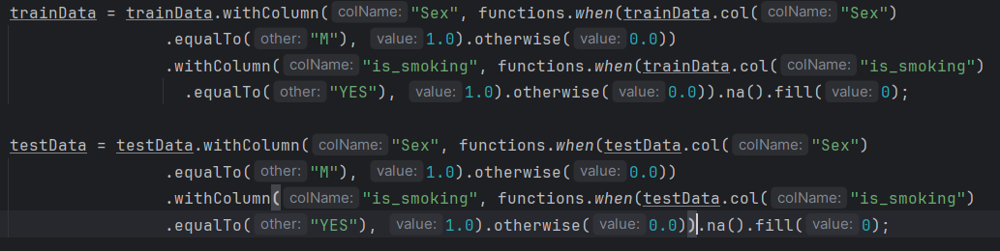 trainData = trainData.withColumn( colName: "Sex", functions.when(trainData.col( colName: "Sex")
.equalTo( other: "M"), value: 1.0).otherwise( value: 0.0))
.withColumn( colName: "is_smoking", functions.when(trainData.col( colName: "is_smoking")
.equalTo( other: "YES"), value: 1.0).otherwise( value: 0.0)).na().fill( value: 0);
testData = testData.withColumn( colName: "Sex", functions.when(testData.col( colName: "Sex")
.equalTo( other: "M"), value: 1.0).otherwise( value: 0.0))
.withColumn( colName: "is_smoking", functions.when(testData.col( colName: "is_smoking")
.equalTo( other: "YES"), value: 1.0).otherwise( value: 0.0)).na().fill( value: 0);